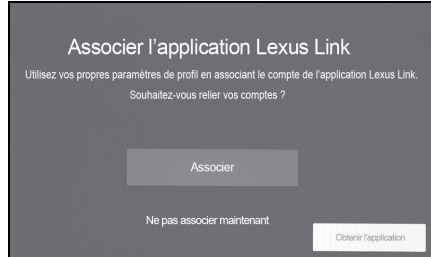 Associer l'application Lexus Link
Utilisez vos propres paramètres de profil en associant le compte de l'application Lexus Link.
Souhaitez-vous relier vos comptes ?
Associer
Ne pas associer maintenant
Obtenir l'application